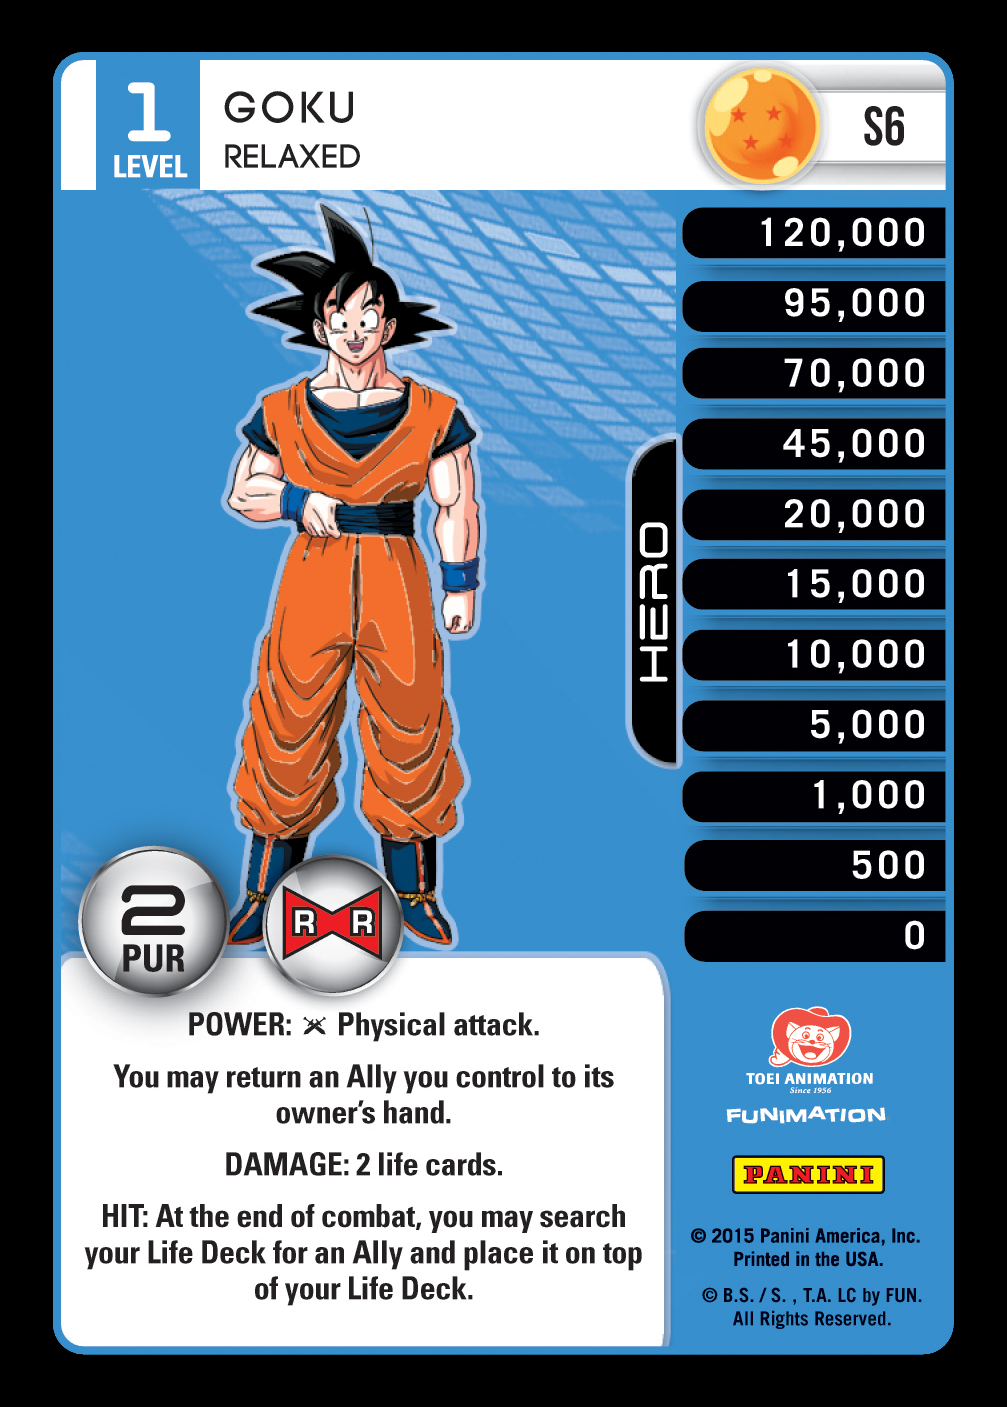 1
LEVEL
GOKU
RELAXED
S6
120,000
95,000
70,000
45,000
20,000
15,000
10,000
5,000
1,000
500
0
HERO
2
PUR
R R
POWER: Physical attack.
You may return an Ally you control to its
owner's hand.
DAMAGE: 2 life cards.
HIT: At the end of combat, you may search
your Life Deck for an Ally and place it on top
of your Life Deck.
TOEI ANIMATION
Since 1956
FUNIMATION
PANINI
© 2015 Panini America, Inc.
Printed in the USA.
© B.S. / S. , T.A. LC by FUN.
All Rights Reserved.